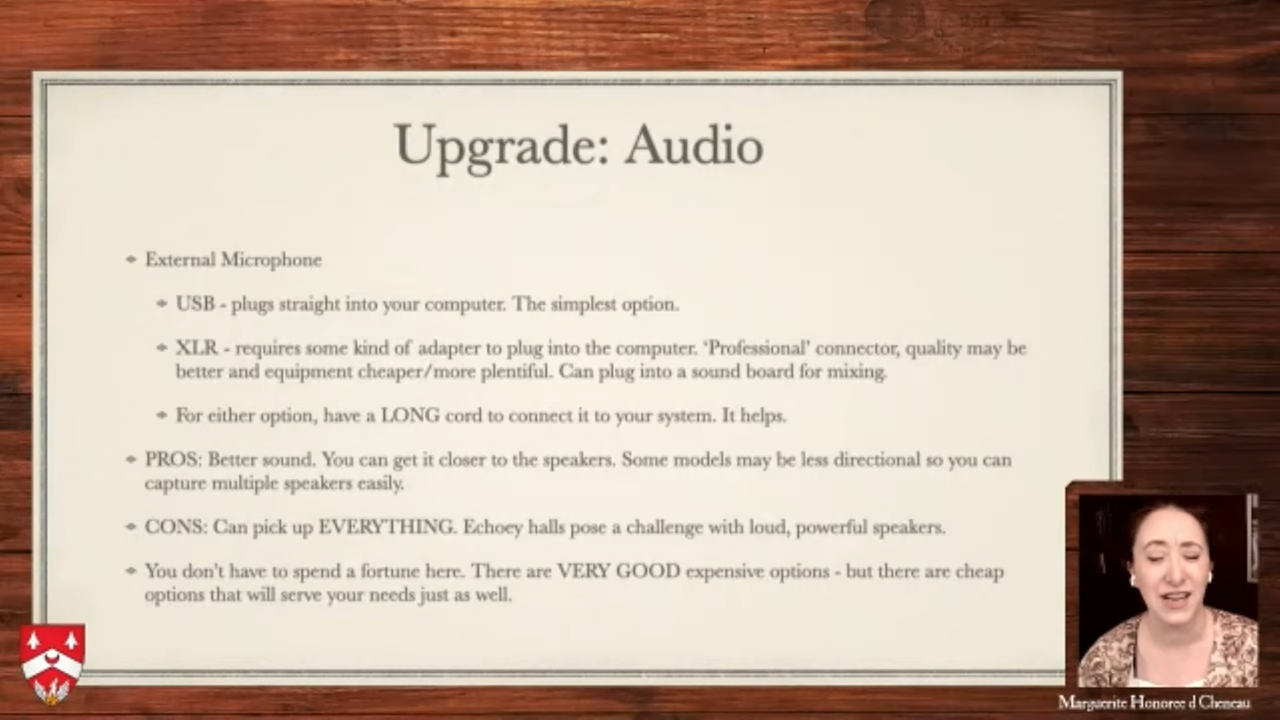 Upgrade: Audio
External Microphone
USB - plugs straight into your computer. The simplest option.
XLR - requires some kind of adapter to plug into the computer. ‘Professional’ connector, quality may be
better and equipment cheaper/more plentiful. Can plug into a sound board for mixing.
For either option, have a LONG cord to connect it to your system. It helps.
PROS: Better sound. You can get it closer to the speakers. Some models may be less directional so you can
capture multiple speakers easily.
CONS: Can pick up EVERYTHING. Echoey halls pose a challenge with loud, powerful speakers.
You don’t have to spend a fortune here. There are VERY GOOD expensive options - but there are cheap
options that will serve your needs just as well.
Marguerite Honoree d Cheneau